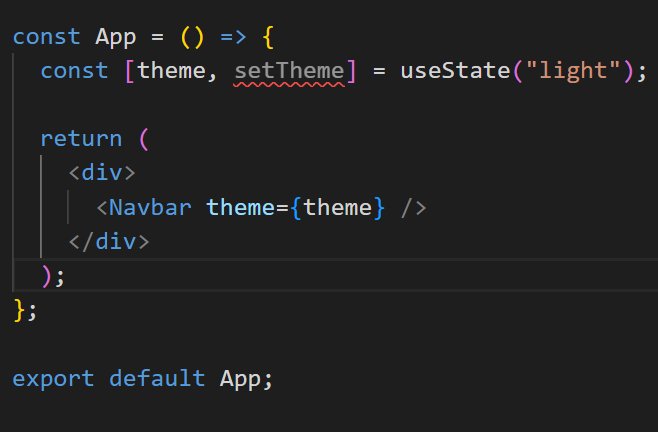 const App = () => {
  const [theme, setTheme] = useState("light");
  return (
    <div>
      <Navbar theme={theme} />
    </div>
  );
};
export default App;